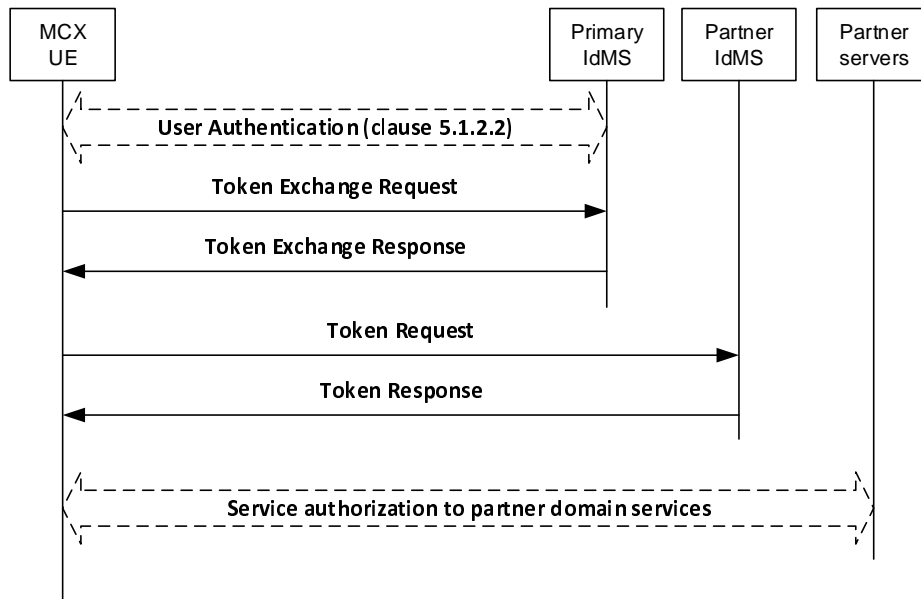 MCX
UE
Primary
IdMS
Partner
IdMS
Partner
servers
User Authentication (clause 5.1.2.2)
Token Exchange Request
Token Exchange Response
Token Request
Token Response
Service authorization to partner domain services